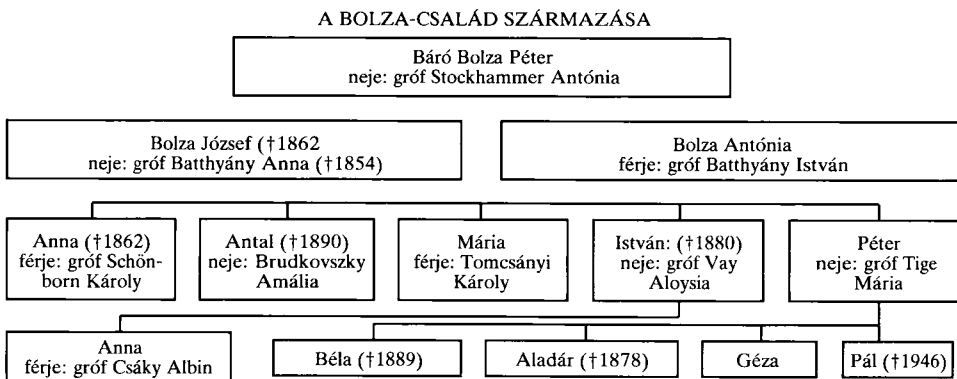 A BOLZA-CSALÁD SZÁRMAZÁSA
Báró Bolza Péter
neje: gróf Stockhammer Antónia
Bolza József (†1862
neje: gróf Batthyány Anna (†1854)
Bolza Antónia
férje: gróf Batthyány István
Anna (†1862)
férje: gróf Schön-
born Károly
Antal (†1890)
neje: Brudkovszky
Amália
Mária
férje: Tomcsányi
Károly
István: (†1880)
neje: gróf Vay
Aloysia
Péter
neje: gróf Tige
Mária
Anna
férje: gróf Csáky Albin
Béla (†1889)
Aladár (†1878)
Géza
Pál (†1946)